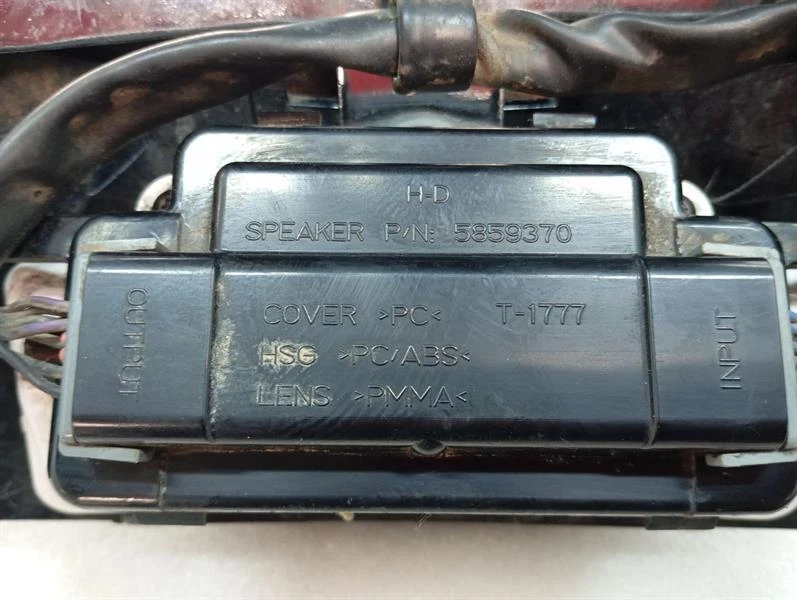 H-D
SPEAKER P/N: 5859370
COVER >PC< T-1777
HSG >PC/ABS<
LENS >PMMA<
OUTPUT
INPUT